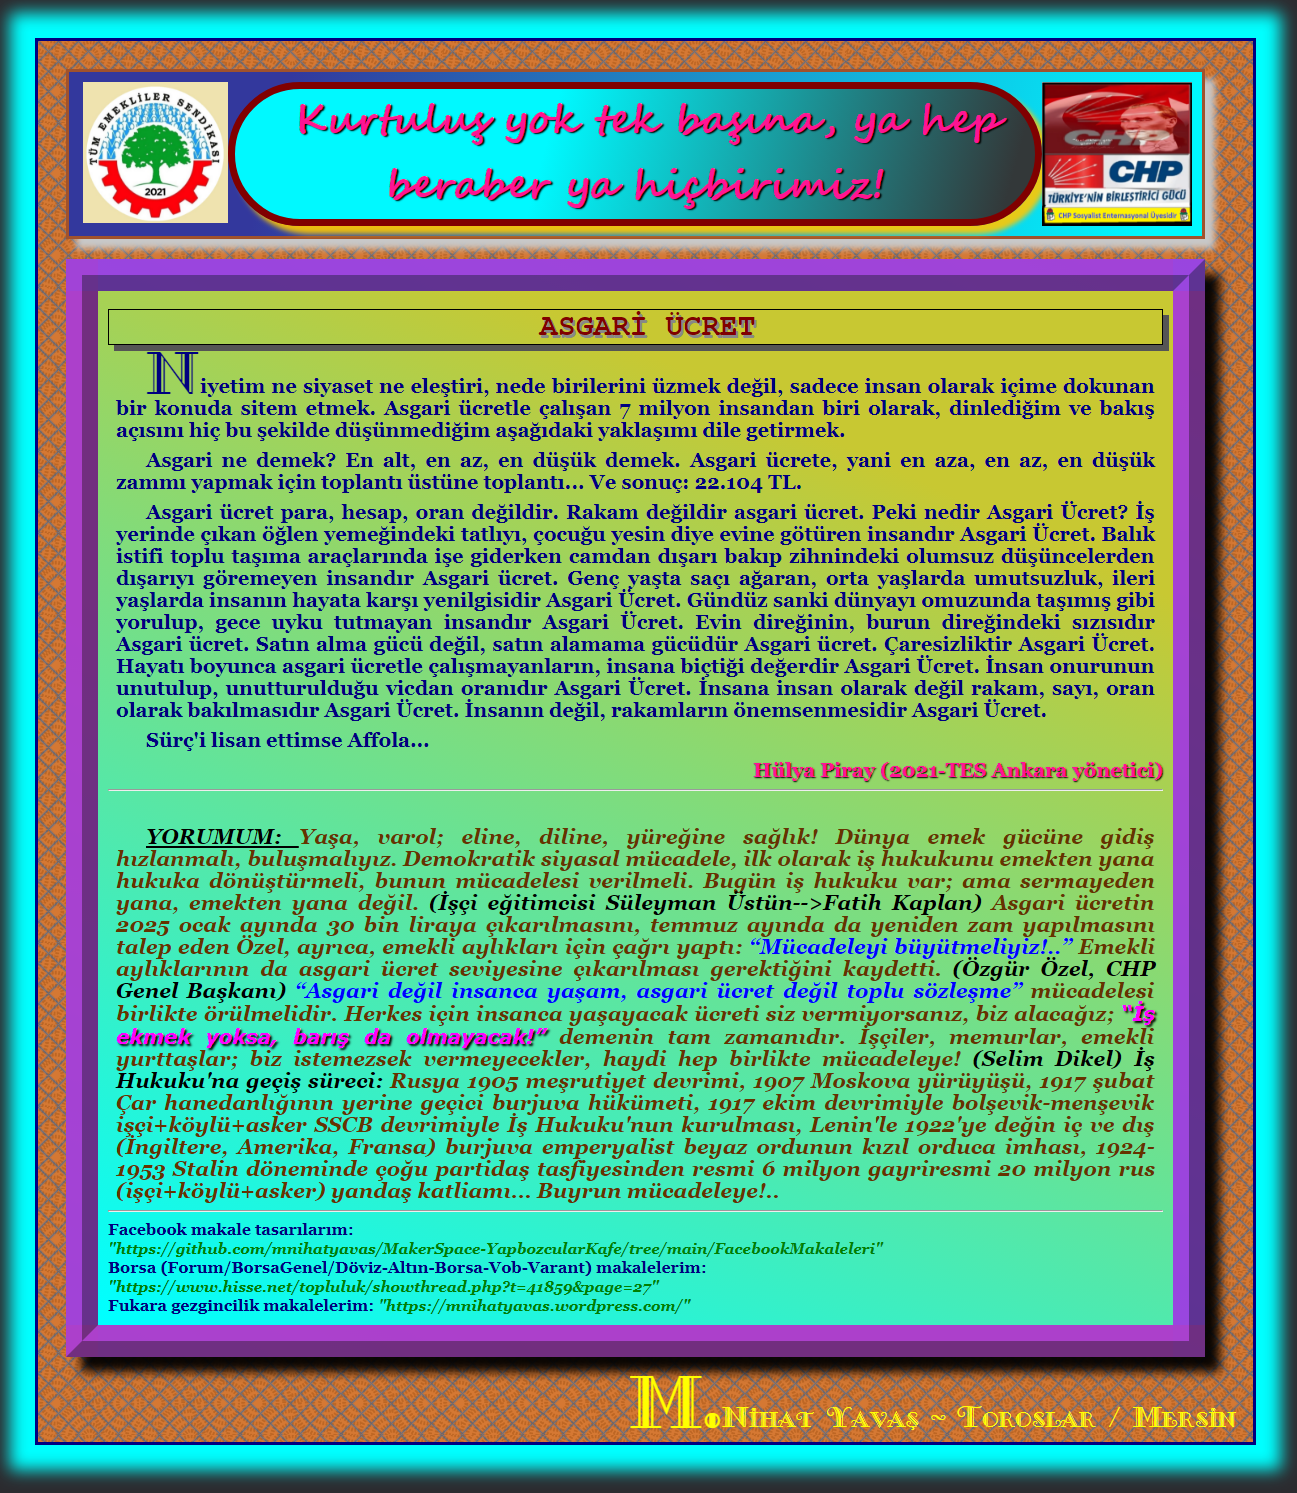 TÜM EMEKLİLER SENDİKASI
2021
Kurtuluş yok tek başına, ya hep
beraber ya hiçbirimiz!
CHP
CHP
TÜRKİYE'NİN BİRLEŞTİRİCİ GÜCÜ
CHP Sosyalist Enternasyonal Üyesidir
ASGARİ ÜCRET
Niyetim ne siyaset ne eleştiri, nede birilerini üzmek değil, sadece insan olarak içime dokunan
bir konuda sitem etmek. Asgari ücretle çalışan 7 milyon insandan biri olarak, dinlediğim ve bakış
açısını hiç bu şekilde düşünmediğim aşağıdaki yaklaşımı dile getirmek.
Asgari ne demek? En alt, en az, en düşük demek. Asgari ücrete, yani en aza, en az, en düşük
zammı yapmak için toplantı üstüne toplantı... Ve sonuç: 22.104 TL.
Asgari ücret para, hesap, oran değildir. Rakam değildir asgari ücret. Peki nedir Asgari Ücret? İş
yerinde çıkan öğlen yemeğindeki tatlıyı, çocuğu yesin diye evine götüren insandır Asgari Ücret. Balık
istifi toplu taşıma araçlarında işe giderken camdan dışarı bakıp zihnindeki olumsuz düşüncelerden
dışarıyı göremeyen insandır Asgari ücret. Genç yaşta saçı ağaran, orta yaşlarda umutsuzluk, ileri
yaşlarda insanın hayata karşı yenilgisidir Asgari Ücret. Gündüz sanki dünyayı omuzunda taşımış gibi
yorulup, gece uyku tutmayan insandır Asgari Ücret. Evin direğinin, burun direğindeki sızısıdır
Asgari ücret. Satın alma gücü değil, satın alamama gücüdür Asgari ücret. Çaresizliktir Asgari Ücret.
Hayatı boyunca asgari ücretle çalışmayanların, insana biçtiği değerdir Asgari Ücret. İnsan onurunun
unutulup, unutturulduğu vicdan oranıdır Asgari Ücret. İnsana insan olarak değil rakam, sayı, oran
olarak bakılmasıdır Asgari Ücret. İnsanın değil, rakamların önemsenmesidir Asgari Ücret.
Sürç'i lisan ettimse Affola...
Hülya Piray (2021-TES Ankara yönetici)
YORUMUM: Yaşa, varol; eline, diline, yüreğine sağlık! Dünya emek gücüne gidiş
hızlanmalı, buluşmalıyız. Demokratik siyasal mücadele, ilk olarak iş hukukunu emekten yana
hukuka dönüştürmeli, bunun mücadelesi verilmeli. Bugün iş hukuku var; ama sermayeden
yana, emekten yana değil. (İşçi eğitimcisi Süleyman Üstün-->Fatih Kaplan) Asgari ücretin
2025 ocak ayında 30 bin liraya çıkarılmasını, temmuz ayında da yeniden zam yapılmasını
talep eden Özel, ayrıca, emekli aylıkları için çağrı yaptı: “Mücadeleyi büyütmeliyiz!..” Emekli
aylıklarının da asgari ücret seviyesine çıkarılması gerektiğini kaydetti. (Özgür Özel, CHP
Genel Başkanı) “Asgari değil insanca yaşam, asgari ücret değil toplu sözleşme” mücadelesi
birlikte örülmelidir. Herkes için insanca yaşayacak ücreti siz vermiyorsanız, biz alacağız; "İş
ekmek yoksa, barış da olmayacak!” demenin tam zamanıdır. İşçiler, memurlar, emekli
yurttaşlar; biz istemezsek vermeyecekler, haydi hep birlikte mücadeleye! (Selim Dikel) İş
Hukuku'na geçiş süreci: Rusya 1905 meşrutiyet devrimi, 1907 Moskova yürüyüşü, 1917 şubat
Çar hanedanlığının yerine geçici burjuva hükümeti, 1917 ekim devrimiyle bolşevik-menşevik
işçi+köylü+asker SSCB devrimiyle İş Hukuku'nun kurulması, Lenin'le 1922'ye değin iç ve dış
(İngiltere, Amerika, Fransa) burjuva emperyalist beyaz ordunun kızıl orduca imhası, 1924-
1953 Stalin döneminde çoğu partidaş tasfiyesinden resmi 6 milyon gayriresmi 20 milyon rus
(işçi+köylü+asker) yandaş katliamı... Buyrun mücadeleye!..
Facebook makale tasarılarım:
"https://github.com/mnihatyavas/MakerSpace-YapbozcularKafe/tree/main/FacebookMakaleleri"
Borsa (Forum/BorsaGenel/Döviz-Altın-Borsa-Vob-Varant) makalelerim:
"https://www.hisse.net/topluluk/showthread.php?t=41859&page=27"
Fukara gezgincilik makalelerim: "https://mnihatyavas.wordpress.com/"
M.Nihat Yavaş ~ Toroslar / Mersin